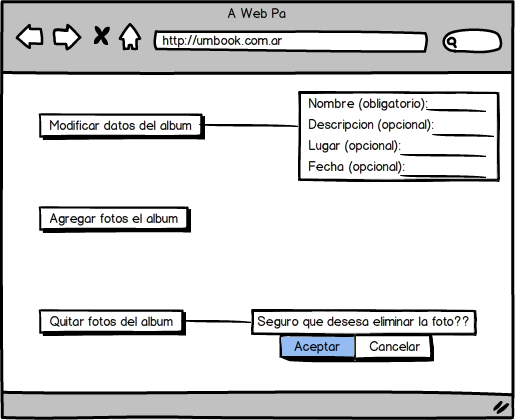 A Web Pa
http://umbook.com.ar
Modificar datos del album
Nombre (obligatorio):
Descripcion (opcional):
Lugar (opcional):
Fecha (opcional):
Agregar fotos el album
Quitar fotos del album
Seguro que desesa eliminar la foto??
Aceptar
Cancelar